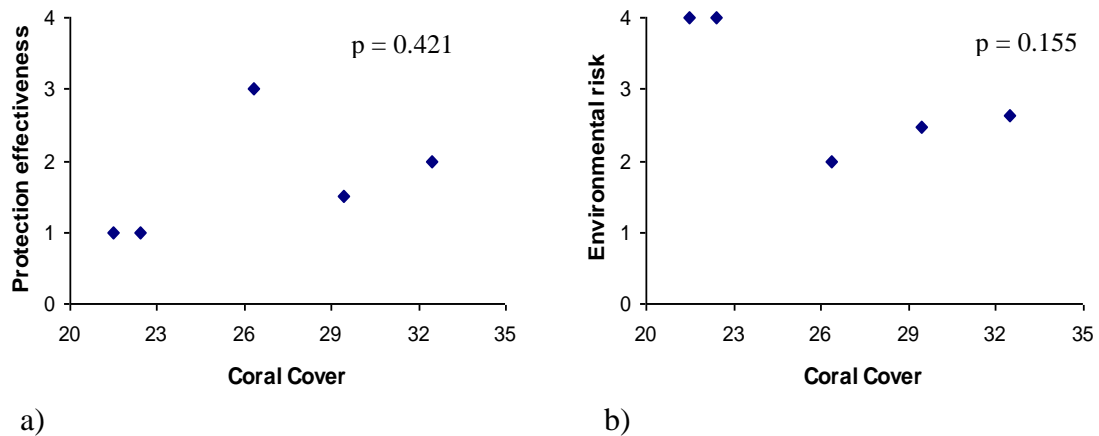 4
3
2
1
0
Protection effectiveness
p = 0.421
20 23 26 29 32 35
Coral Cover
a)
4
3
2
1
0
Environmental risk
p = 0.155
20 23 26 29 32 35
Coral Cover
b)